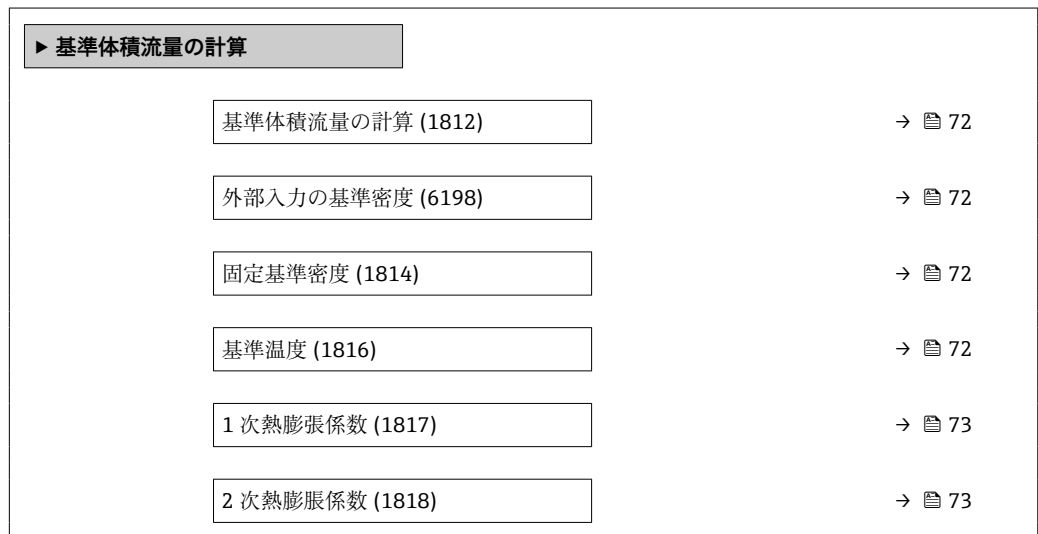 ▶ 基準体積流量の計算
基準体積流量の計算 (1812) → 72
外部入力の基準密度 (6198) → 72
固定基準密度 (1814) → 72
基準温度 (1816) → 72
1 次熱膨張係数 (1817) → 73
2 次熱膨脹係数 (1818) → 73